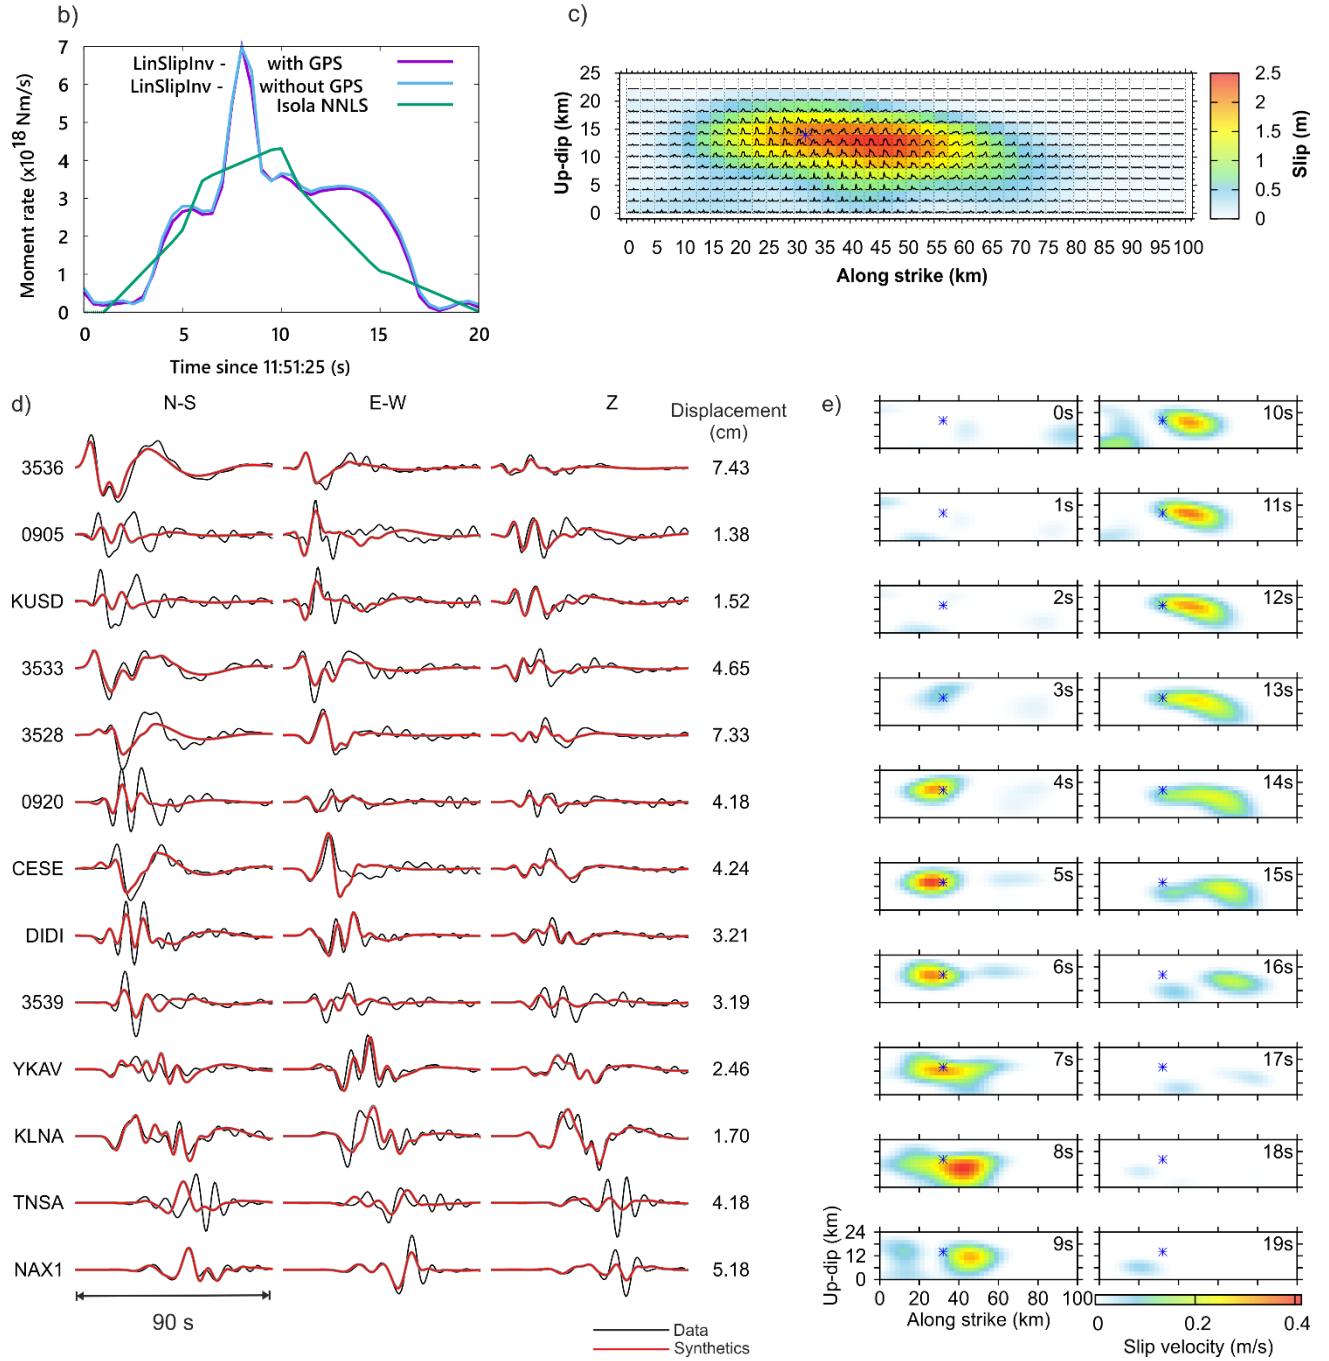 b)
7
6
5
4
3
2
1
0
Moment rate (x10^18 Nm/s)
LinSlipInv - with GPS
LinSlipInv - without GPS
Isola NNLS
0 5 10 15 20
Time since 11:51:25 (s)
c)
25
20
15
10
5
0
Up-dip (km)
0 5 10 15 20 25 32 35 40 45 50 55 60 65 70 75 80 85 90 95 100
Along strike (km)
2.5
2
1.5
1
0.5
0
Slip (m)
d)
N-S E-W Z Displacement
(cm)
3536 7.43
0905 1.38
KUSD 1.52
3533 4.65
3528 7.33
0920 4.18
CESE 4.24
DIDI 3.21
3539 3.19
YKAV 2.46
KLNA 1.70
TNSA 4.18
NAX1 5.18
90 s
Data
Synthetics
e)
0s 10s
1s 11s
2s 12s
3s 13s
4s 14s
5s 15s
6s 16s
7s 17s
8s 18s
9s 19s
24
12
0
Up-dip (km)
0 20 40 60 80 100
Along strike (km)
0 0.2 0.4
Slip velocity (m/s)